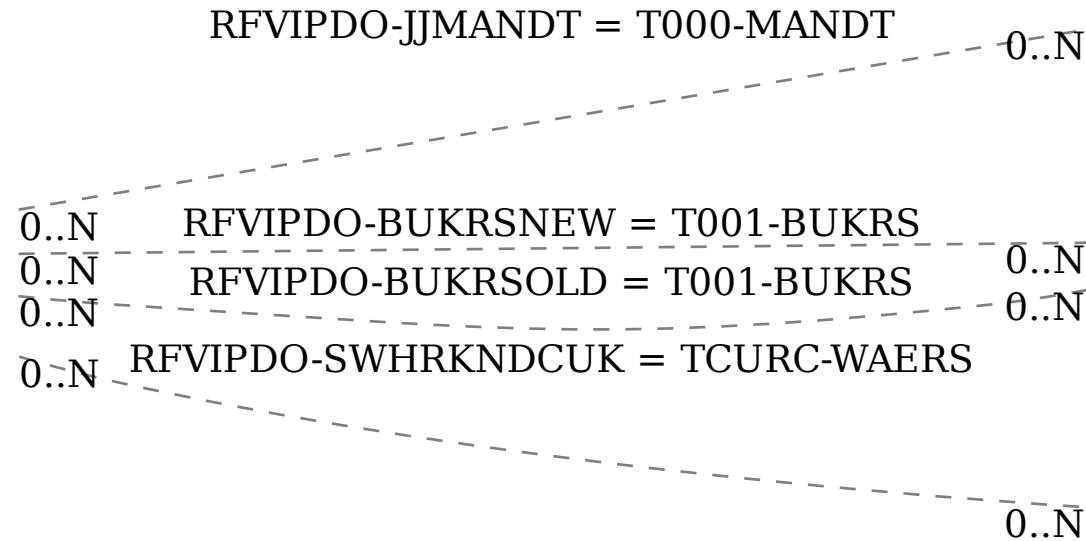 RFVIPDO-JJMANDT = T000-MANDT
0..N
0..N
RFVIPDO-BUKRSNEW = T001-BUKRS
0..N
0..N
RFVIPDO-BUKRSOLD = T001-BUKRS
0..N
0..N
RFVIPDO-SWHRKNDCUK = TCURC-WAERS
0..N
0..N